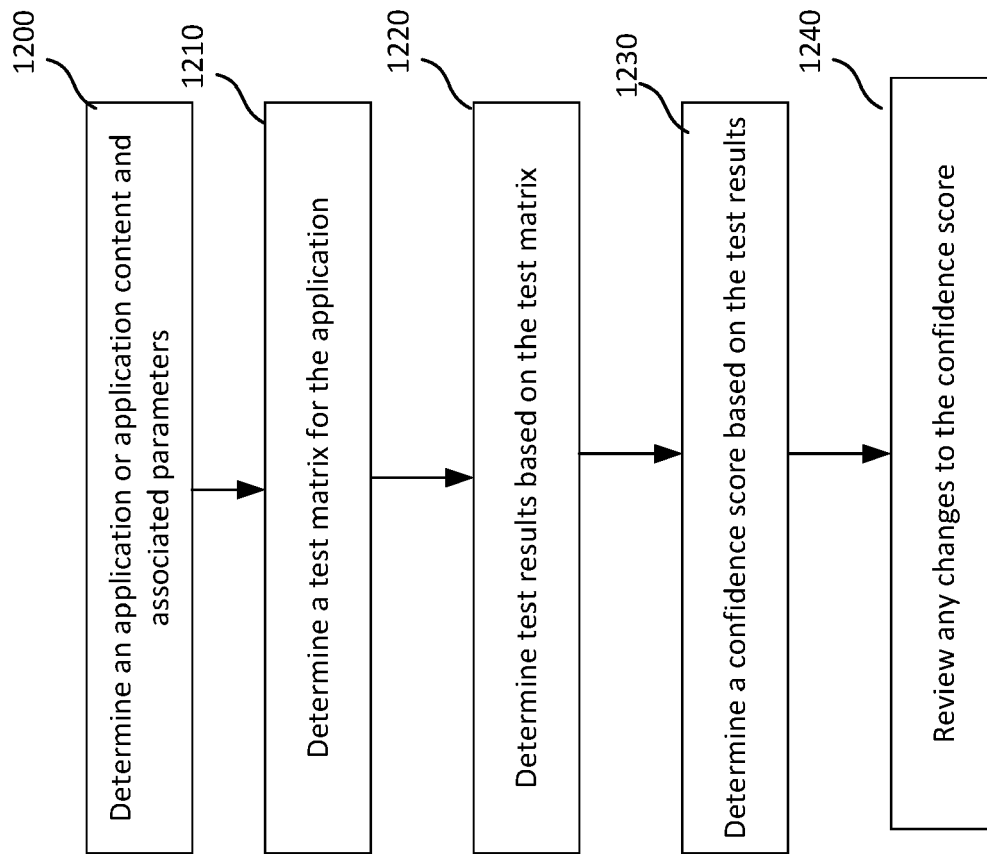 1200
Determine an application or application content and
associated parameters
1210
Determine a test matrix for the application
1220
Determine test results based on the test matrix
1230
Determine a confidence score based on the test results
1240
Review any changes to the confidence score